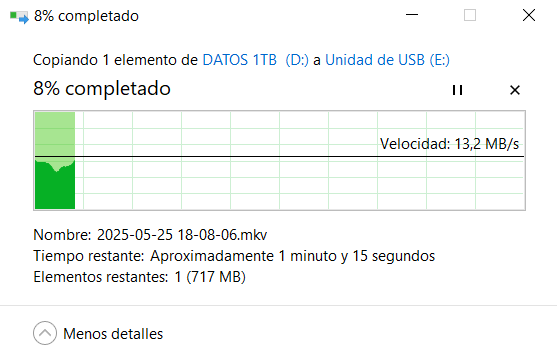 8% completado
Copiando 1 elemento de DATOS 1TB (D:) a Unidad de USB (E:)
8% completado
Velocidad: 13,2 MB/s
Nombre: 2025-05-25 18-08-06.mkv
Tiempo restante: Aproximadamente 1 minuto y 15 segundos
Elementos restantes: 1 (717 MB)
Menos detalles